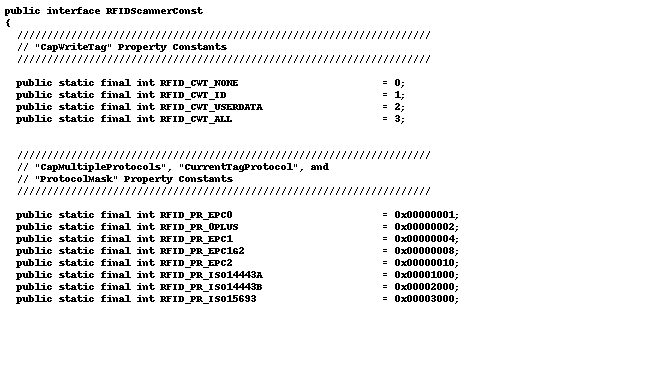 public interface RFIDScannerConst
{
//////////////////////////////////////////////////////////////////////
// "CapWriteTag" Property Constants
//////////////////////////////////////////////////////////////////////
public static final int RFID_CWT_NONE = 0;
public static final int RFID_CWT_ID = 1;
public static final int RFID_CWT_USERDATA = 2;
public static final int RFID_CWT_ALL = 3;
//////////////////////////////////////////////////////////////////////
// "CapMultipleProtocols", "CurrentTagProtocol", and
// "ProtocolMask" Property Constants
//////////////////////////////////////////////////////////////////////
public static final int RFID_PR_EPC0 = 0x00000001;
public static final int RFID_PR_0PLUS = 0x00000002;
public static final int RFID_PR_EPC1 = 0x00000004;
public static final int RFID_PR_EPC1G2 = 0x00000008;
public static final int RFID_PR_EPC2 = 0x00000010;
public static final int RFID_PR_ISO14443A = 0x00001000;
public static final int RFID_PR_ISO14443B = 0x00002000;
public static final int RFID_PR_ISO15693 = 0x00003000;